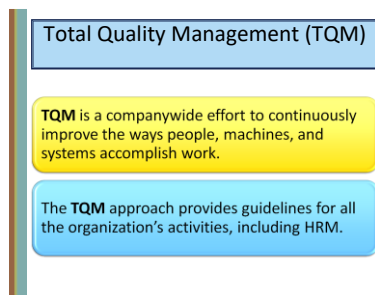 Total Quality Management (TQM)
TQM is a companywide effort to continuously
improve the ways people, machines, and
systems accomplish work.
The TQM approach provides guidelines for all
the organization's activities, including HRM.